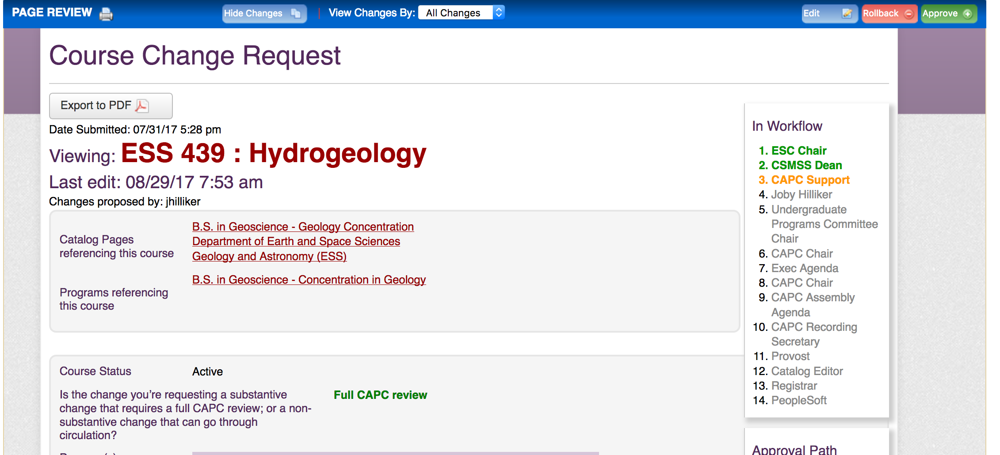 PAGE REVIEW
Hide Changes
View Changes By: All Changes
Edit
Rollback
Approve
Course Change Request
Export to PDF
Date Submitted: 07/31/17 5:28 pm
Viewing: ESS 439 : Hydrogeology
Last edit: 08/29/17 7:53 am
Changes proposed by: jhilliker
Catalog Pages
referencing this course
B.S. in Geoscience - Geology Concentration
Department of Earth and Space Sciences
Geology and Astronomy (ESS)
Programs referencing
this course
B.S. in Geoscience - Concentration in Geology
Course Status
Active
Is the change you’re requesting a substantive
change that requires a full CAPC review; or a non-
substantive change that can go through
circulation?
Full CAPC review
In Workflow
1. ESC Chair
2. CSMSS Dean
3. CAPC Support
4. Joby Hilliker
5. Undergraduate
Programs Committee
Chair
6. CAPC Chair
7. Exec Agenda
8. CAPC Chair
9. CAPC Assembly
Agenda
10. CAPC Recording
Secretary
11. Provost
12. Catalog Editor
13. Registrar
14. PeopleSoft
Approval Path